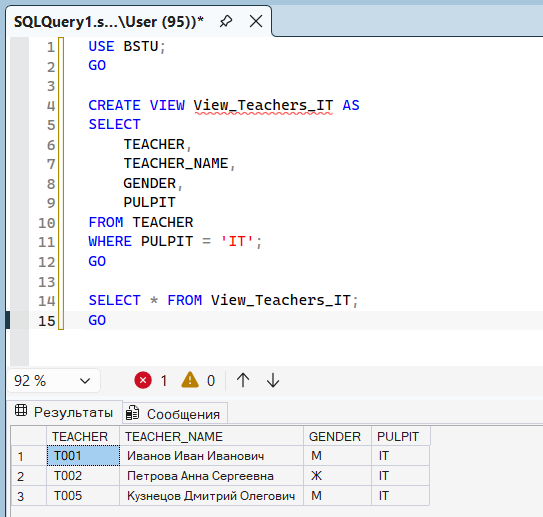 SQLQuery1.s...\User (95))*
1 USE BSTU;
2 GO
3
4 CREATE VIEW View_Teachers_IT AS
5 SELECT
6 TEACHER,
7 TEACHER_NAME,
8 GENDER,
9 PULPIT
10 FROM TEACHER
11 WHERE PULPIT = 'IT';
12 GO
13
14 SELECT * FROM View_Teachers_IT;
15 GO
92 % 1 0
Результаты Сообщения
TEACHER TEACHER_NAME GENDER PULPIT
1 T001 Иванов Иван Иванович М IT
2 T002 Петрова Анна Сергеевна Ж IT
3 T005 Кузнецов Дмитрий Олегович М IT